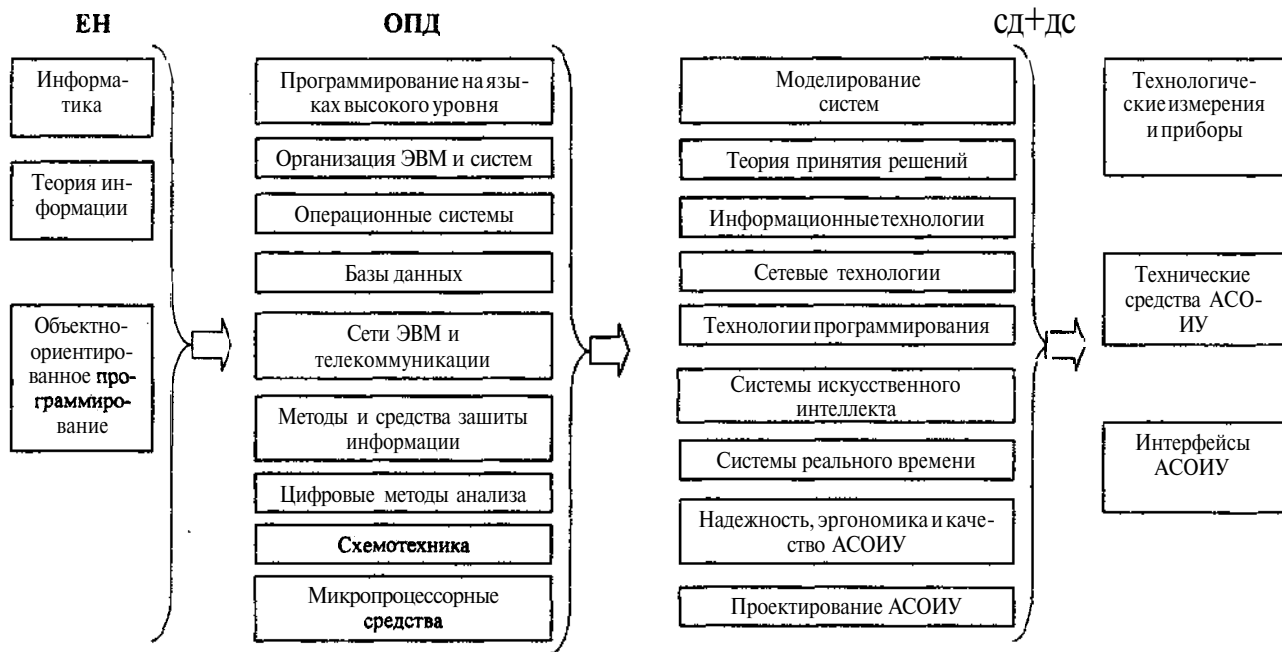 ЕН
Информа-
тика
Теория ин-
формации
Объектно-
ориентиро-
ванное про-
граммиро-
вание
ОПД
Программирование на язы-
ках высокого уровня
Организация ЭВМ и систем
Операционные системы
Базы данных
Сети ЭВМ и
телекоммуникации
Методы и средства зашиты
информации
Цифровые методы анализа
Схемотехника
Микропроцессорные
средства
СД+ДС
Моделирование
систем
Теория принятия решений
Информационные технологии
Сетевые технологии
Технологии программирования
Системы искусственного
интеллекта
Системы реального времени
Надежность, эргономика и каче-
ство АСОИУ
Проектирование АСОИУ
Технологиче-
ские измерения
и приборы
Технические
средства АСО-
ИУ
Интерфейсы
АСОИУ